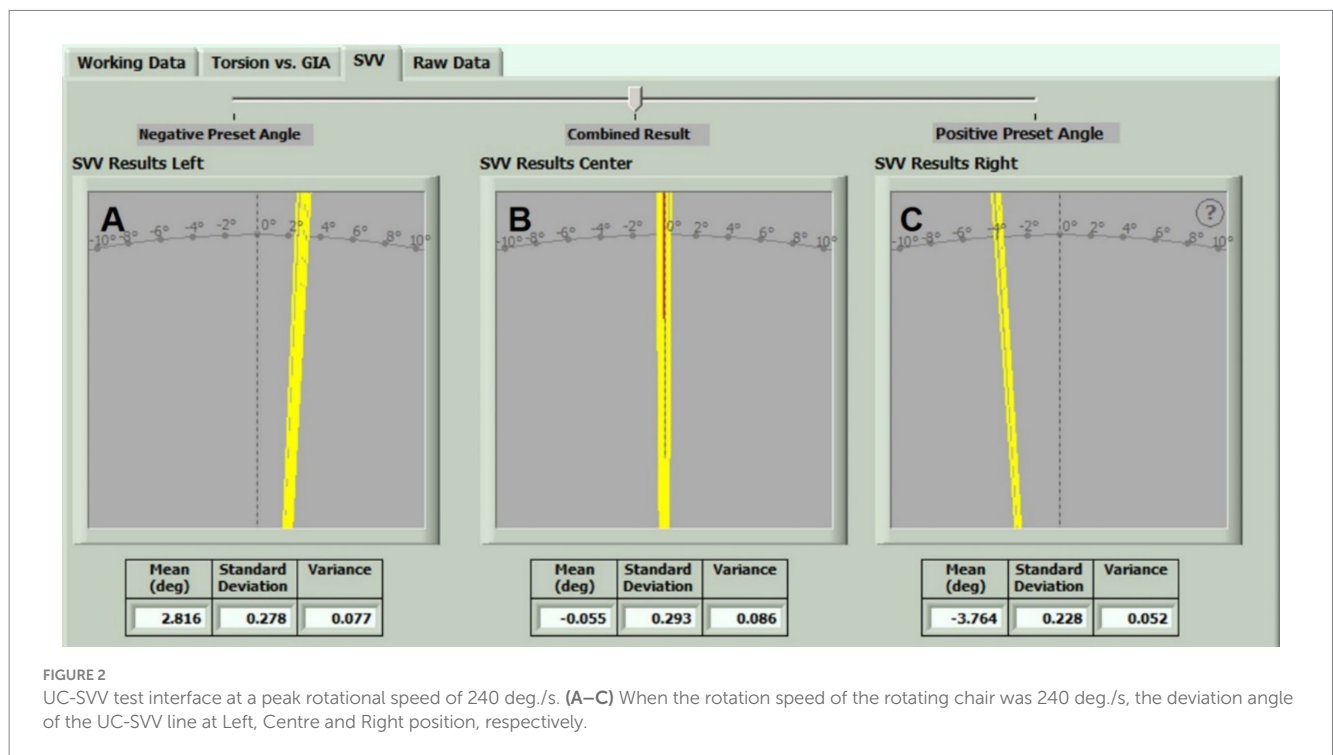 Working Data Torsion vs. GIA SVV Raw Data
Negative Preset Angle Combined Result Positive Preset Angle
SVV Results Left SVV Results Center SVV Results Right
A B C ?
-10° -8° -6° -4° -2° 0° 2° 4° 6° 8° 10° -10° -8° -6° -4° -2° 0° 2° 4° 6° 8° 10° -10° -8° -6° -4° -2° 0° 2° 4° 6° 8° 10°
Mean (deg) Standard Deviation Variance Mean (deg) Standard Deviation Variance Mean (deg) Standard Deviation Variance
2.816 0.278 0.077 -0.055 0.293 0.086 -3.764 0.228 0.052
FIGURE 2
UC-SVV test interface at a peak rotational speed of 240 deg./s. (A–C) When the rotation speed of the rotating chair was 240 deg./s, the deviation angle
of the UC-SVV line at Left, Centre and Right position, respectively.